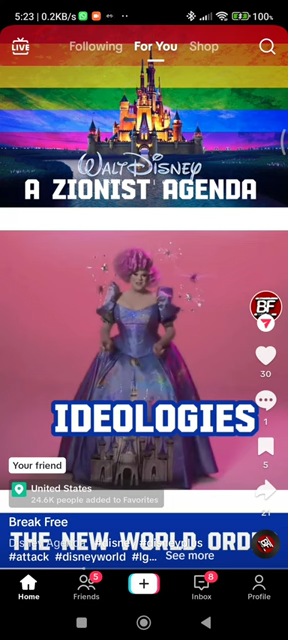 5:23 | 0.2KB/s
100%
LIVE
Following For You Shop
WALT DISNEY
A ZIONIST AGENDA
BF
30
IDEOLOGIES
1
Your friend
5
United States
24.6K people added to Favorites
21
Break Free
THE NEW WORLD ORD
#attack #disneyworld #lg... See more
5
8
Home Friends Inbox Profile